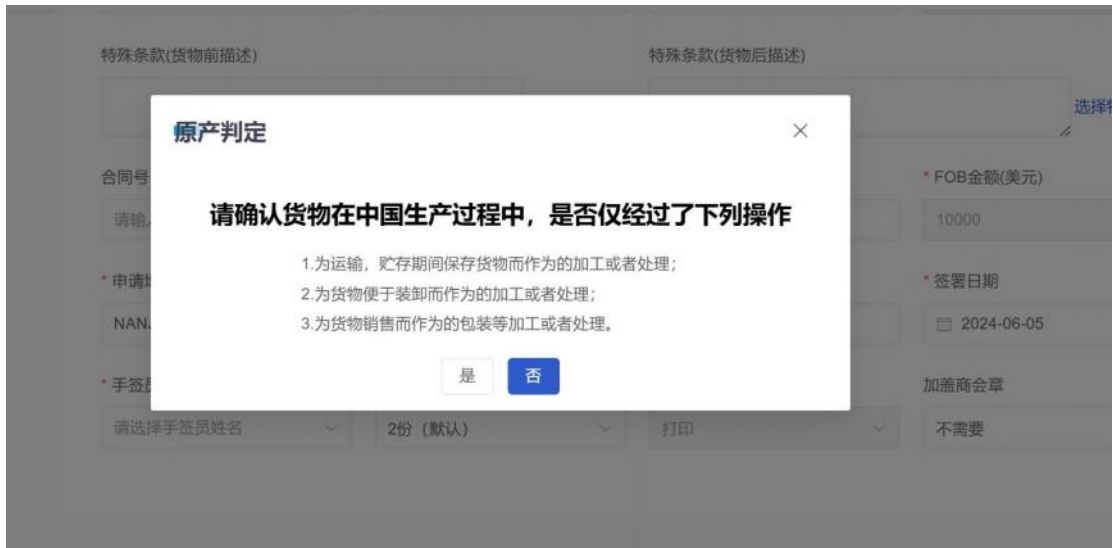 特殊条款(货物前描述) 特殊条款(货物后描述)
选择特
原产判定
合同号 * FOB金额(美元)
请输 请确认货物在中国生产过程中，是否仅经过了下列操作 10000
1.为运输，贮存期间保存货物而作为的加工或者处理；
* 申请 * 签署日期
2.为货物便于装卸而作为的加工或者处理；
NAN 3.为货物销售而作为的包装等加工或者处理。 2024-06-05
是 否
* 手签 加盖商会章
请选择手签员姓名 2份（默认） 打印 不需要